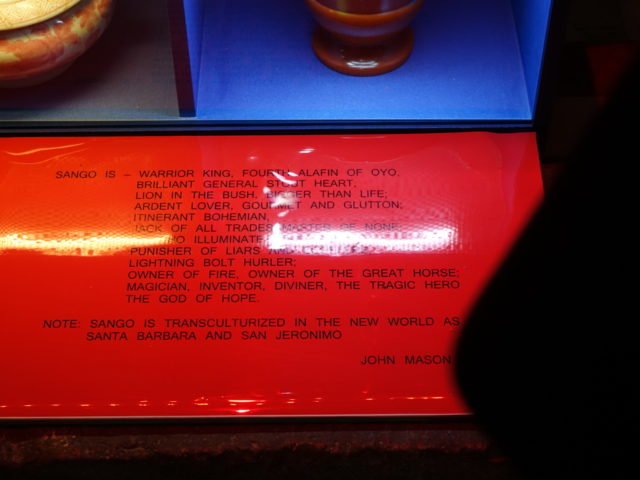 SANGO IS – WARRIOR KING, FOURTH ALAFIN OF OYO,
BRILLIANT GENERAL STOUT HEART;
LION IN THE BUSH, BIGGER THAN LIFE;
ARDENT LOVER, GOURMET AND GLUTTON;
ITINERANT BOHEMIAN,
JACK OF ALL TRADES MASTER OF NONE,
ILLUMINATE
PUNISHER OF LIARS
LIGHTNING BOLT HURLER;
OWNER OF FIRE, OWNER OF THE GREAT HORSE;
MAGICIAN, INVENTOR, DIVINER, THE TRAGIC HERO
THE GOD OF HOPE.
NOTE: SANGO IS TRANSCULTURIZED IN THE NEW WORLD AS
SANTA BARBARA AND SAN JERONIMO
JOHN MASON